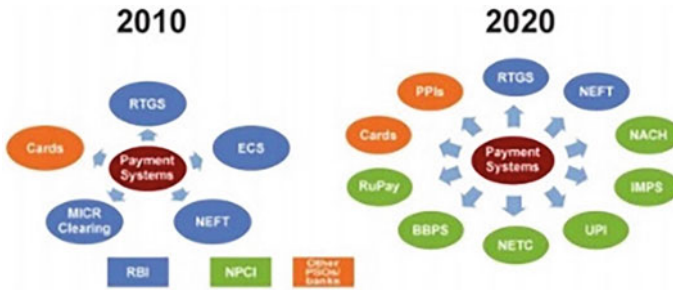 2010
RTGS
Cards
Payment
Systems
ECS
MICR
Clearing
NEFT
2020
RTGS
PPIs
NEFT
Cards
Payment
Systems
NACH
RuPay
IMPS
BBPS
NETC
UPI
RBI
NPCI
Other
PSOs/
banks